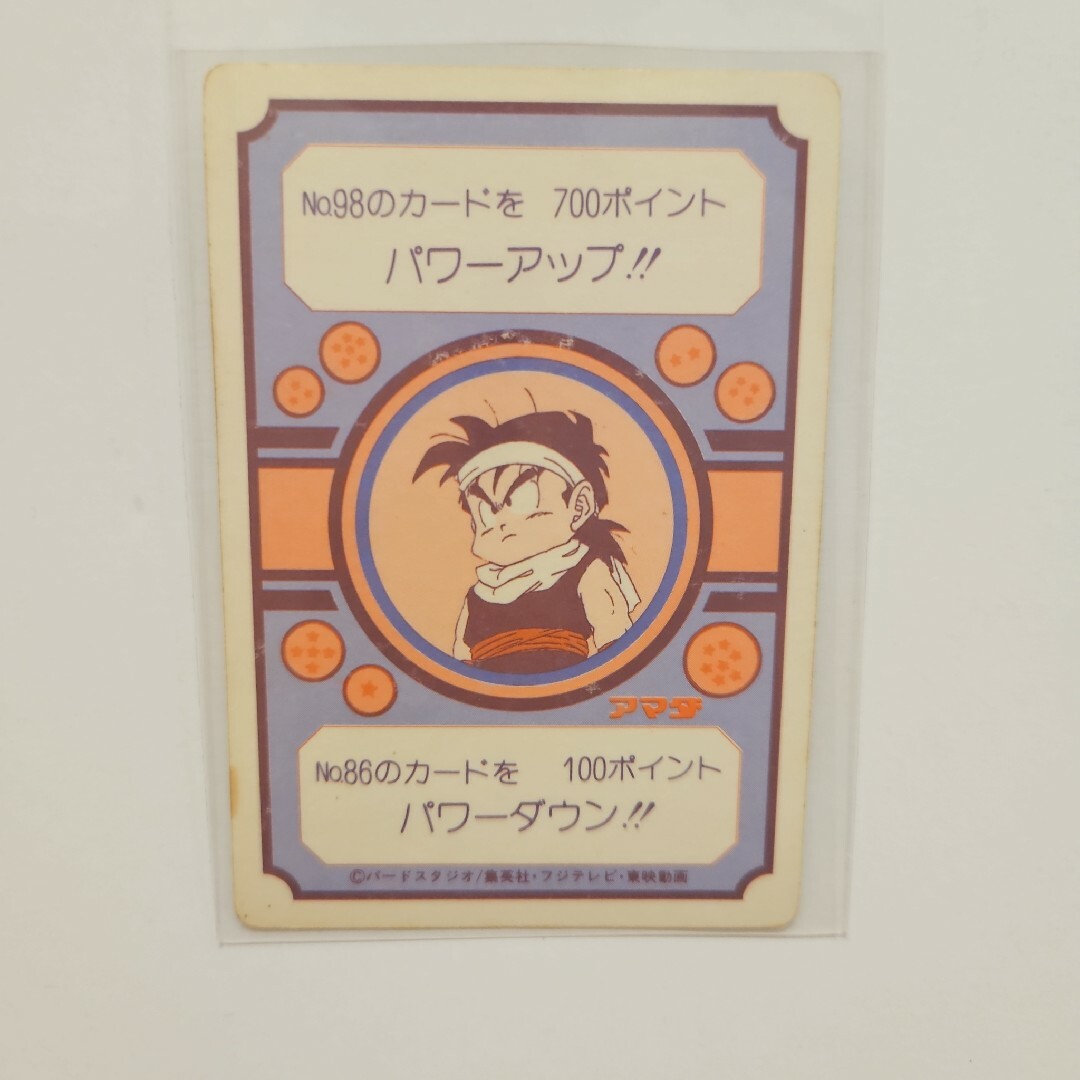 No.98のカードを 700ポイント
パワーアップ!!
アマダ
No.86のカードを 100ポイント
パワーダウン!!
©バードスタジオ/集英社・フジテレビ・東映動画